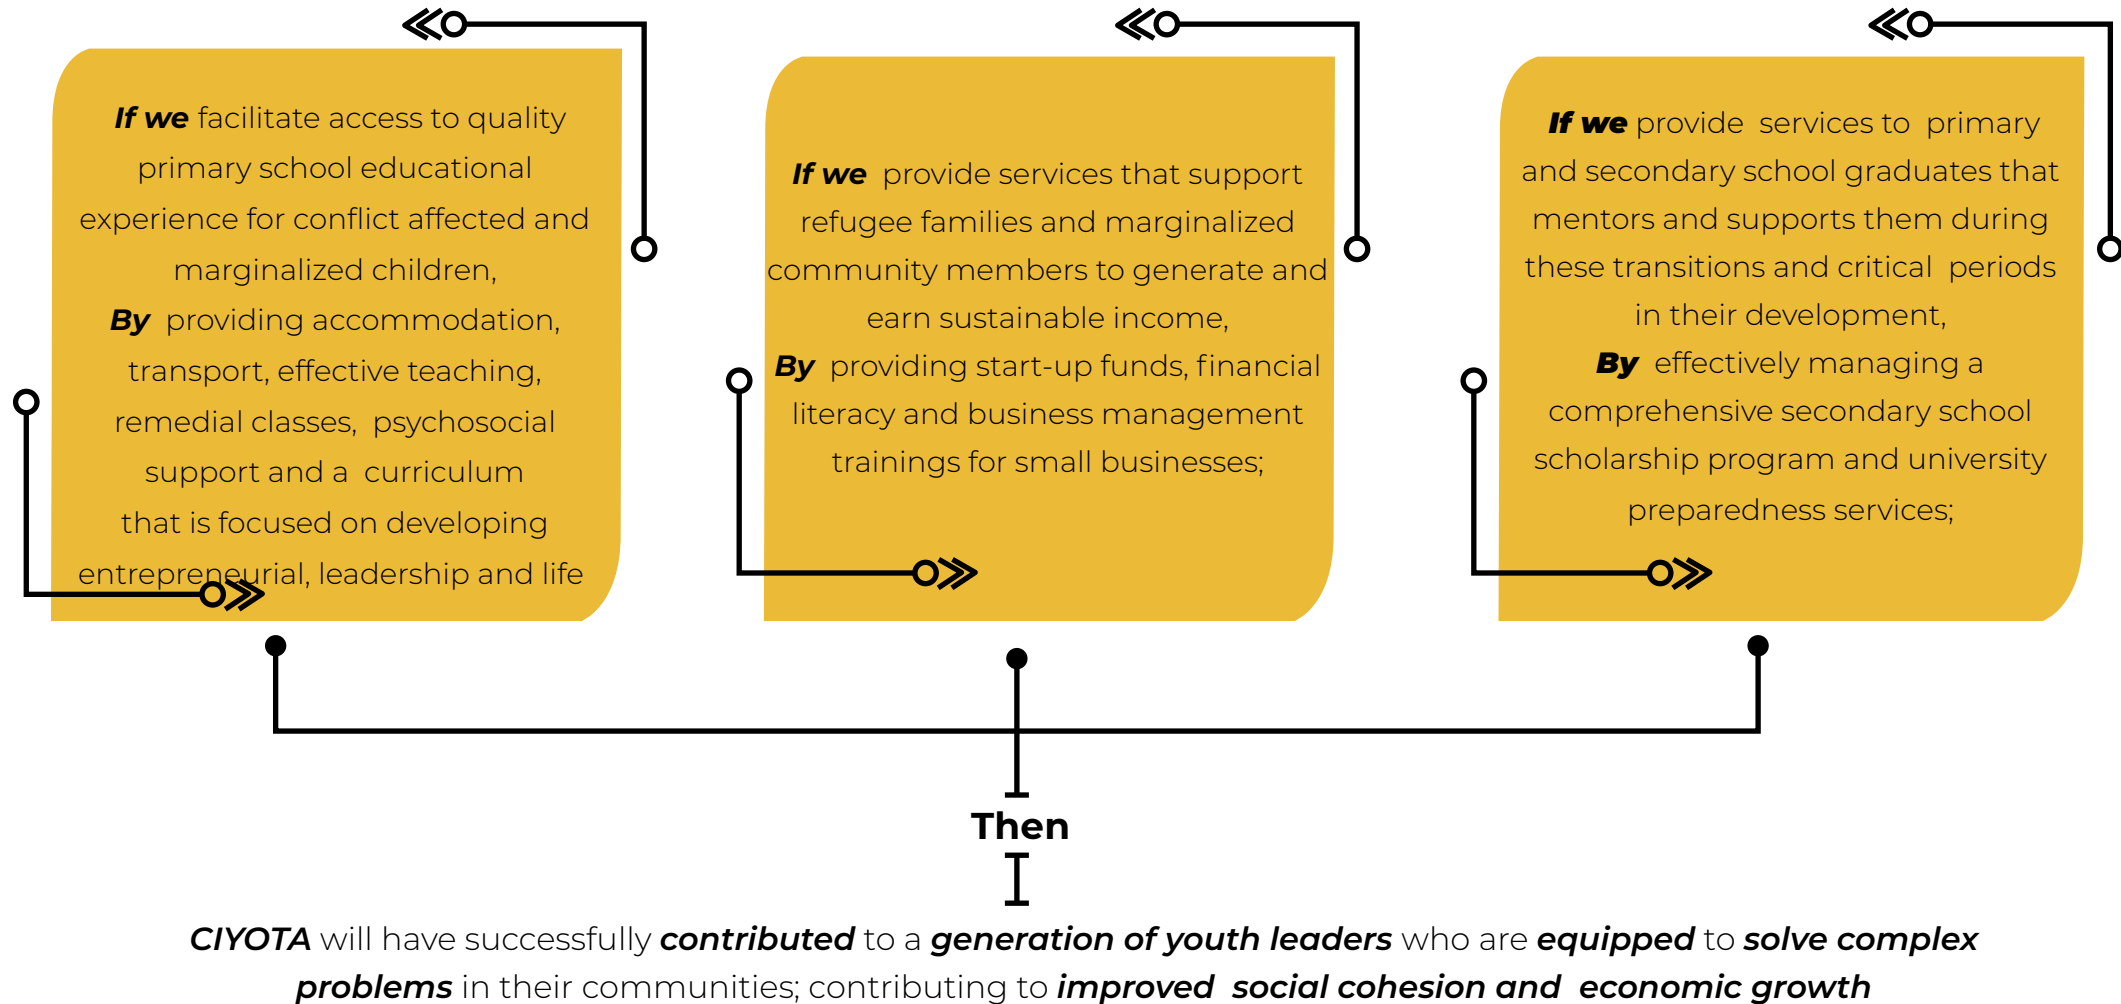 If we facilitate access to quality
primary school educational
experience for conflict affected and
marginalized children,
By providing accommodation,
transport, effective teaching,
remedial classes, psychosocial
support and a curriculum
that is focused on developing
entrepreneurial, leadership and life
If we provide services that support
refugee families and marginalized
community members to generate and
earn sustainable income,
By providing start-up funds, financial
literacy and business management
trainings for small businesses;
If we provide services to primary
and secondary school graduates that
mentors and supports them during
these transitions and critical periods
in their development,
By effectively managing a
comprehensive secondary school
scholarship program and university
preparedness services;
Then
CIYOTA will have successfully contributed to a generation of youth leaders who are equipped to solve complex
problems in their communities; contributing to improved social cohesion and economic growth